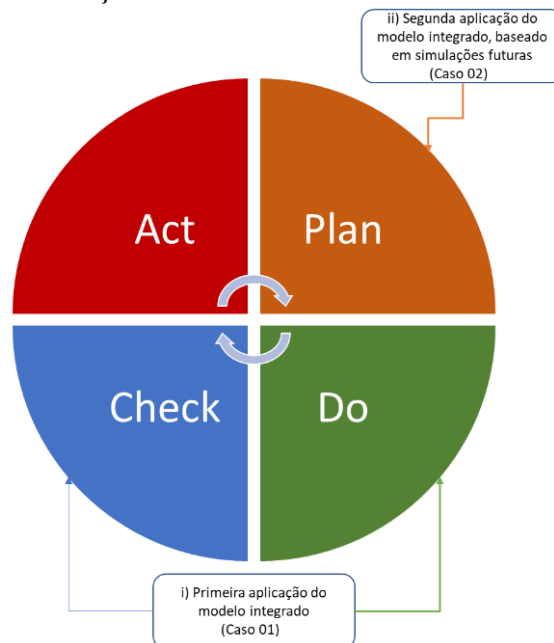 ii) Segunda aplicação do
modelo integrado, baseado
em simulações futuras
(Caso 02)
Act
Plan
Check
Do
i) Primeira aplicação do
modelo integrado
(Caso 01)